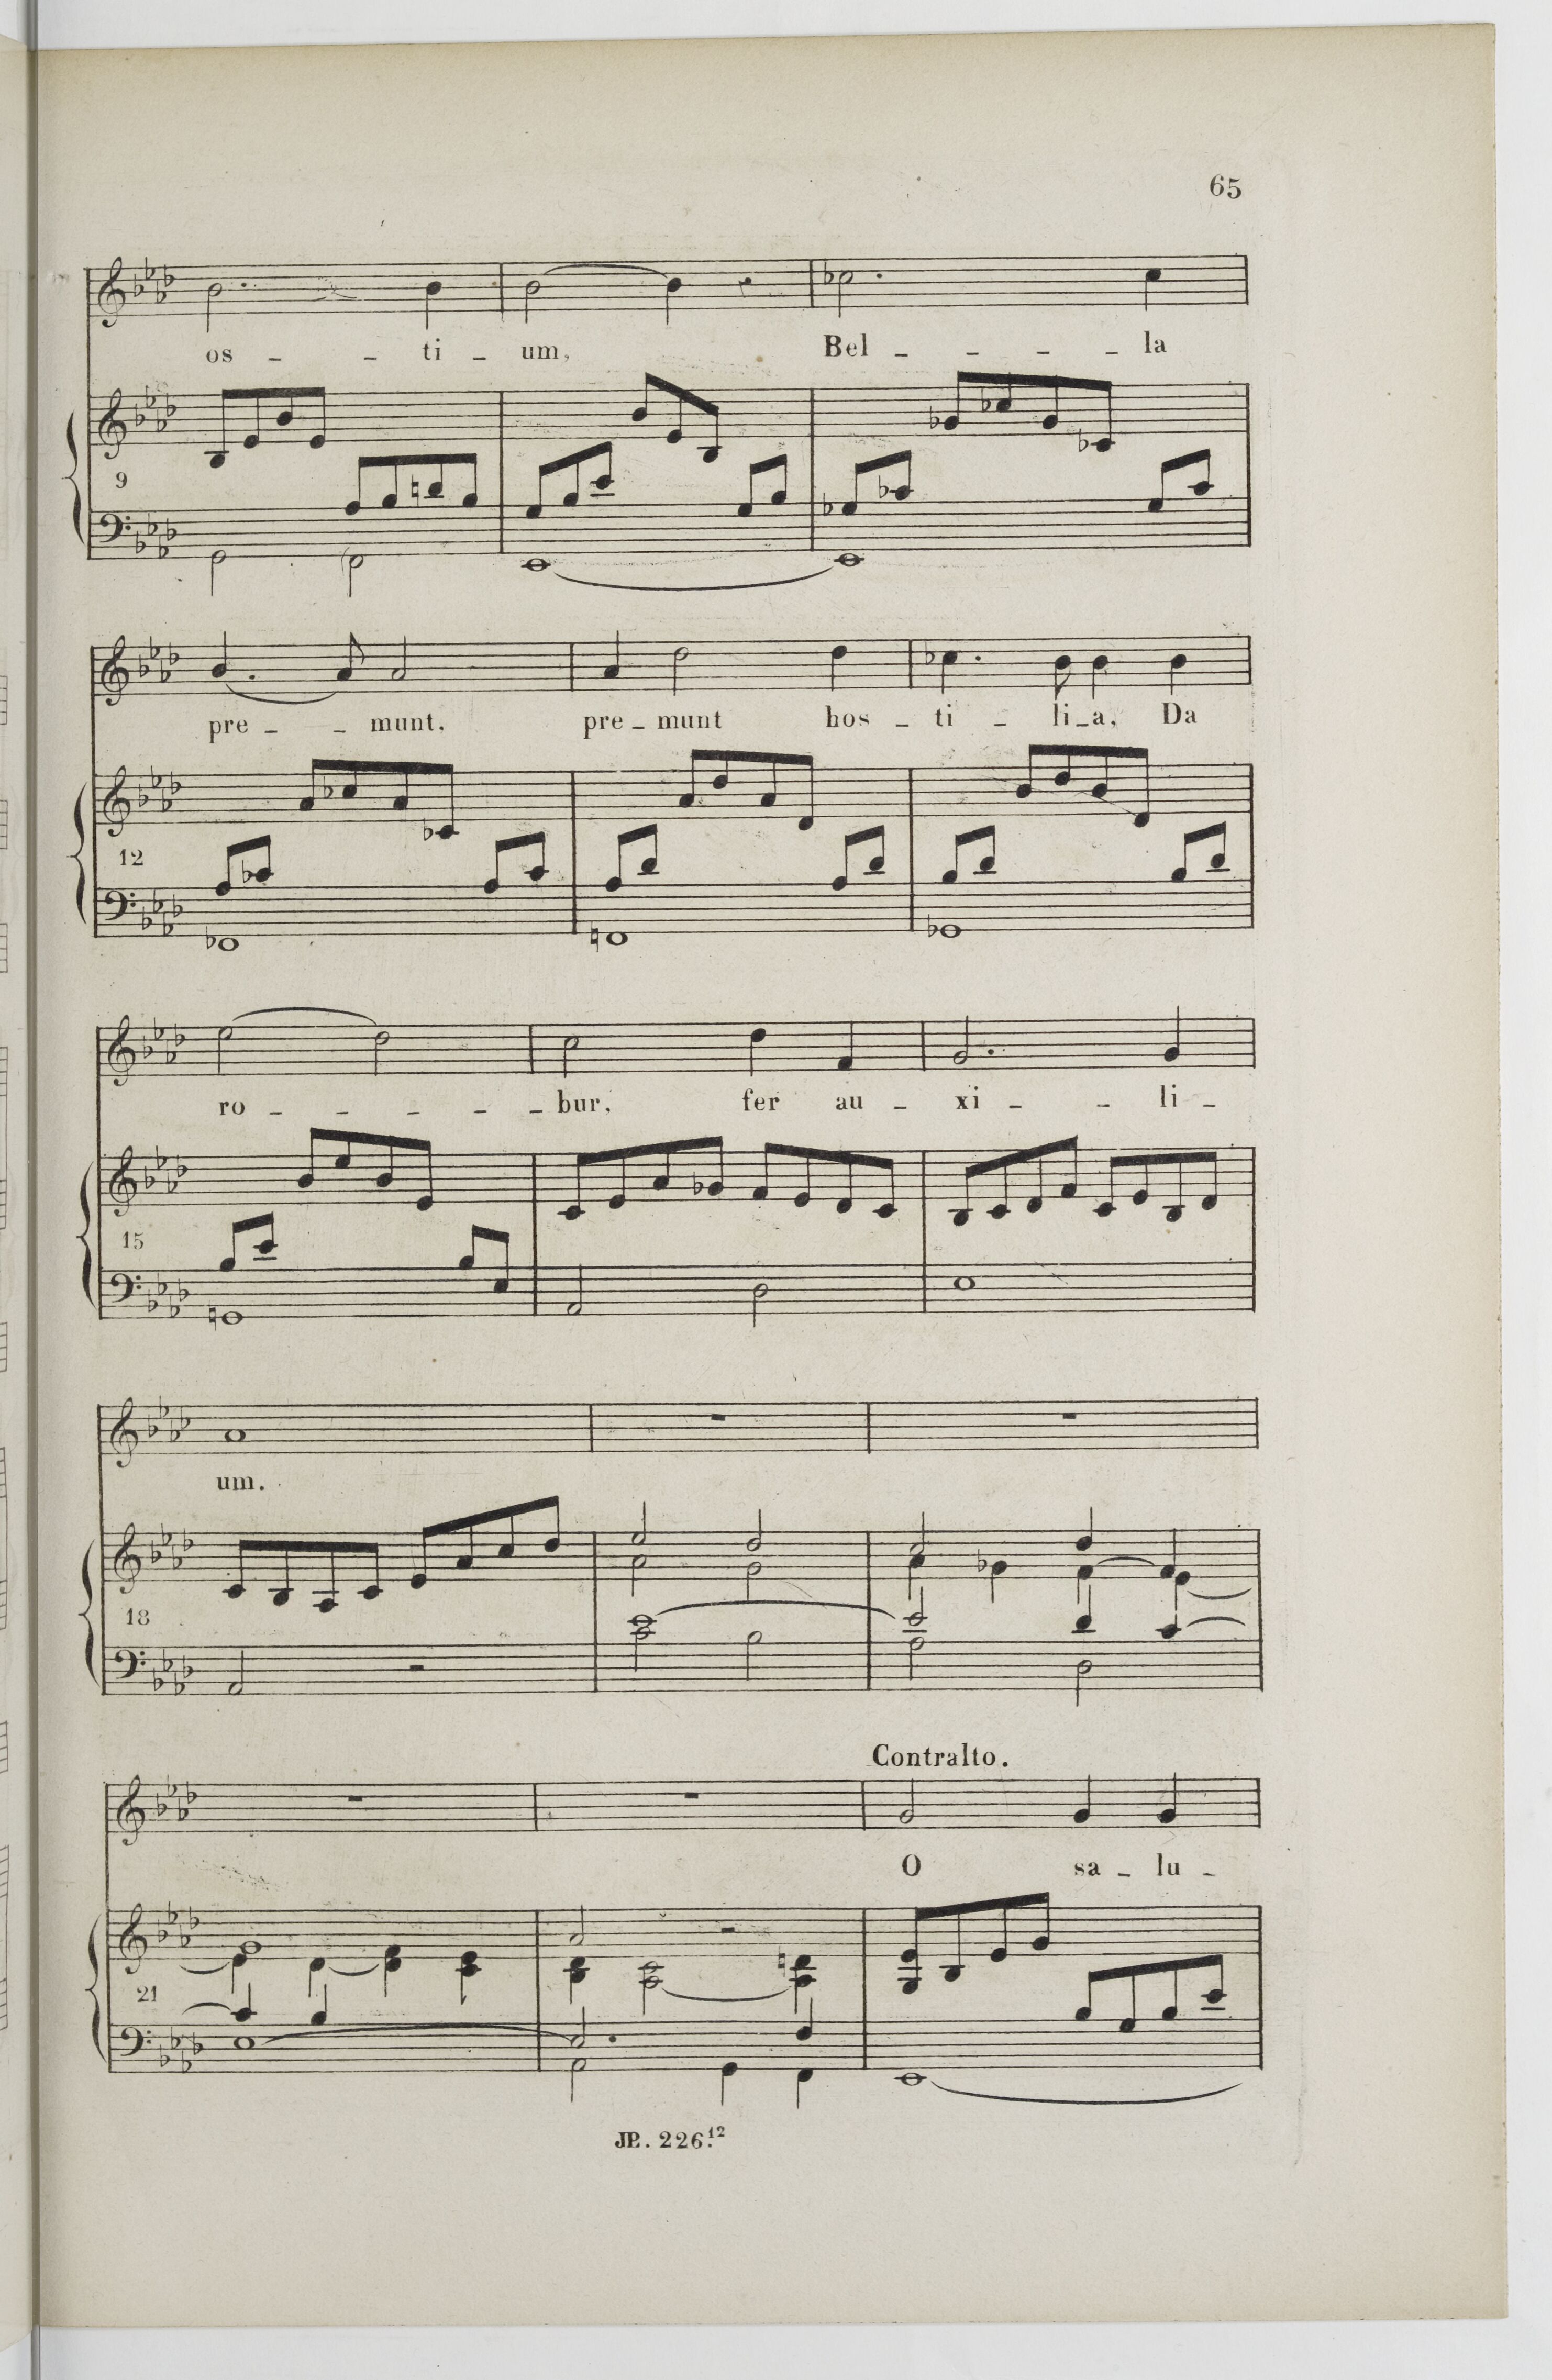 65
os - - ti - um, Bel - - - - la
9
pre - - munt. pre - munt hos - ti - li - a, Da
12
ro - - - - - bur, fer au - xi - - li -
15
um.
18
Contralto.
O sa - lu -
21
JP. 226.12